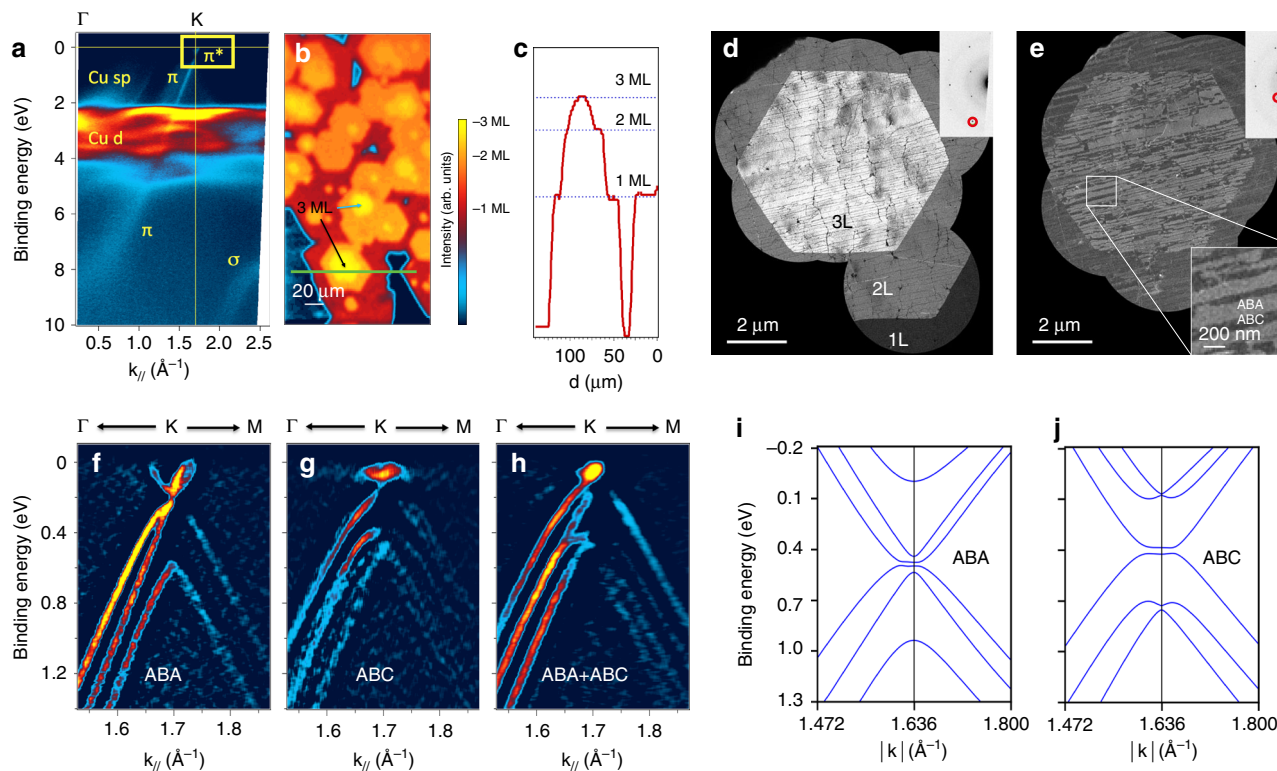 Γ K
a
π*
Cu sp
π
Cu d
π
σ
Binding energy (eV)
0
2
4
6
8
10
0.5 1.0 1.5 2.0 2.5
k// (Å⁻¹)
b
3 ML
20 μm
Intensity (arb. units)
–3 ML
–2 ML
–1 ML
c
3 ML
2 ML
1 ML
100 50 0
d (μm)
d
3L
2L
1L
2 μm
e
ABA
ABC
200 nm
2 μm
Γ K M
f
ABA
Binding energy (eV)
0
0.4
0.8
1.2
1.6 1.7 1.8
k// (Å⁻¹)
Γ K M
g
ABC
1.6 1.7 1.8
k// (Å⁻¹)
Γ K M
h
ABA+ABC
1.6 1.7 1.8
k// (Å⁻¹)
i
ABA
Binding energy (eV)
–0.2
0.1
0.4
0.7
1.0
1.3
1.472 1.636 1.800
|k| (Å⁻¹)
j
ABC
1.472 1.636 1.800
|k| (Å⁻¹)